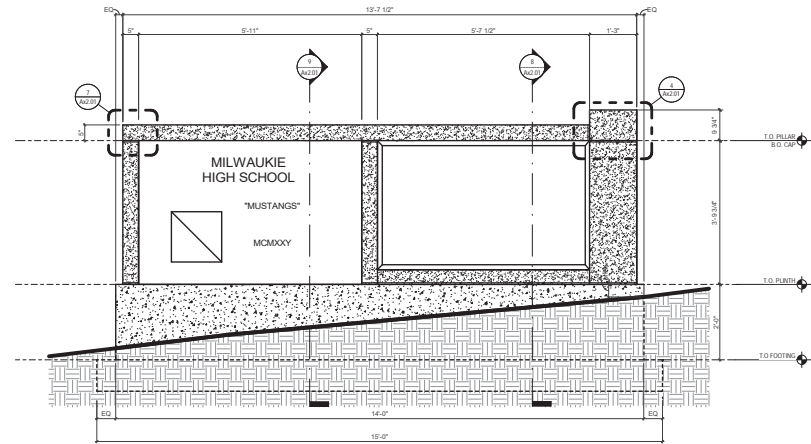 EQ
13'-7 1/2"
EQ
5"
5'-11"
5"
5'-7 1/2"
1'-3"
9
Ax2.01
8
Ax2.01
7
Ax2.01
4
Ax2.01
5"
9 3/4"
T.O. PILLAR
B.O. CAP
MILWAUKIE
HIGH SCHOOL
"MUSTANGS"
MCMXXY
3'-9 3/4"
T.O. PLINTH
2'-0"
T.O FOOTING
EQ
14'-0"
EQ
15'-0"